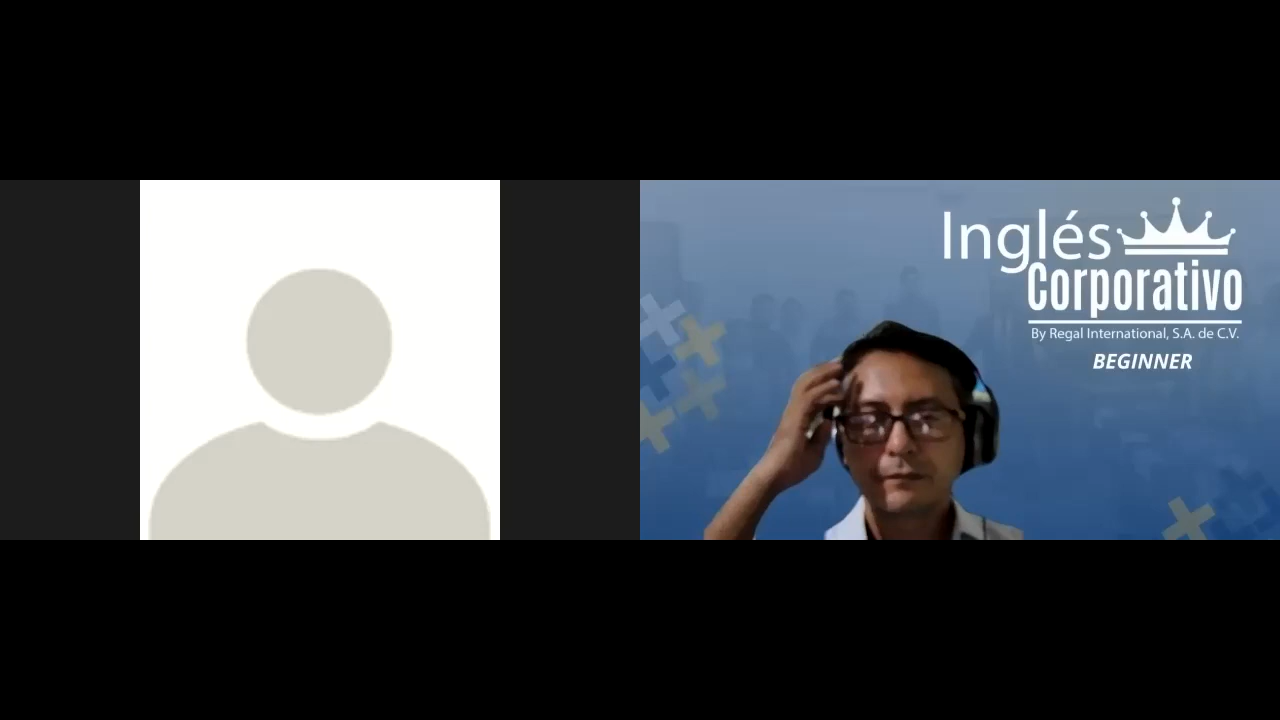 Inglés
Corporativo
By Regal International, S.A. de C.V.
BEGINNER